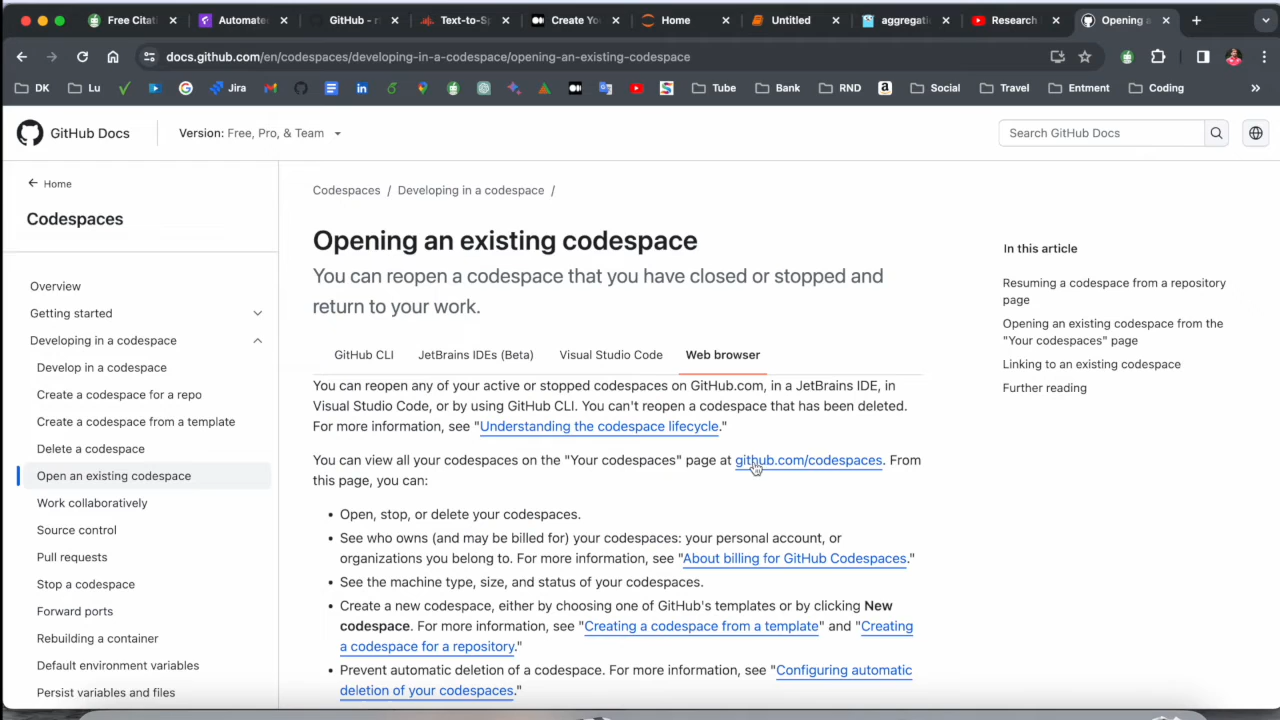 Free Citati
Automate
GitHub - r
Text-to-Sp
Create Yo
Home
Untitled
aggregati
Research
Opening a
docs.github.com/en/codespaces/developing-in-a-codespace/opening-an-existing-codespace
DK
Lu
Jira
Tube
Bank
RND
Social
Travel
Entment
Coding
GitHub Docs
Version: Free, Pro, & Team
Search GitHub Docs
Home
Codespaces
Overview
Getting started
Developing in a codespace
Develop in a codespace
Create a codespace for a repo
Create a codespace from a template
Delete a codespace
Open an existing codespace
Work collaboratively
Source control
Pull requests
Stop a codespace
Forward ports
Rebuilding a container
Default environment variables
Persist variables and files
Codespaces / Developing in a codespace /
Opening an existing codespace
You can reopen a codespace that you have closed or stopped and
return to your work.
GitHub CLI
JetBrains IDEs (Beta)
Visual Studio Code
Web browser
You can reopen any of your active or stopped codespaces on GitHub.com, in a JetBrains IDE, in
Visual Studio Code, or by using GitHub CLI. You can't reopen a codespace that has been deleted.
For more information, see "Understanding the codespace lifecycle."
You can view all your codespaces on the "Your codespaces" page at github.com/codespaces. From
this page, you can:
• Open, stop, or delete your codespaces.
• See who owns (and may be billed for) your codespaces: your personal account, or
organizations you belong to. For more information, see "About billing for GitHub Codespaces."
• See the machine type, size, and status of your codespaces.
• Create a new codespace, either by choosing one of GitHub's templates or by clicking New
codespace. For more information, see "Creating a codespace from a template" and "Creating
a codespace for a repository."
• Prevent automatic deletion of a codespace. For more information, see "Configuring automatic
deletion of your codespaces."
In this article
Resuming a codespace from a repository
page
Opening an existing codespace from the
"Your codespaces" page
Linking to an existing codespace
Further reading